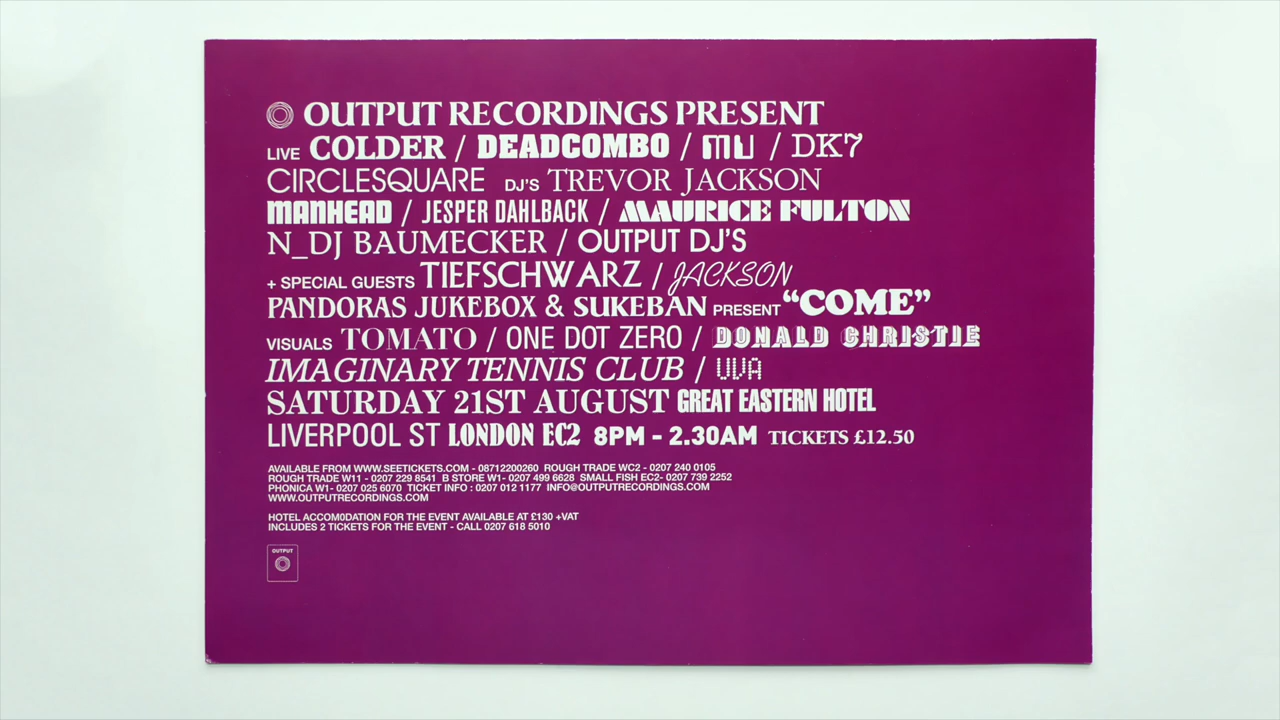 OUTPUT RECORDINGS PRESENT
LIVE COLDER / DEADCOMBO / MU / DK7
CIRCLESQUARE DJ'S TREVOR JACKSON
MANHEAD / JESPER DAHLBACK / MAURICE FULTON
N_DJ BAUMECKER / OUTPUT DJ'S
+ SPECIAL GUESTS TIEFSCHWARZ / JACKSON
PANDORAS JUKEBOX & SUKEBAN PRESENT "COME"
VISUALS TOMATO / ONE DOT ZERO / DONALD CHRISTIE
IMAGINARY TENNIS CLUB / UVA
SATURDAY 21ST AUGUST GREAT EASTERN HOTEL
LIVERPOOL ST LONDON EC2 8PM - 2.30AM TICKETS £12.50
AVAILABLE FROM WWW.SEETICKETS.COM - 08712200260 ROUGH TRADE WC2 - 0207 240 0105
ROUGH TRADE W11 - 0207 229 8541 B STORE W1- 0207 499 6628 SMALL FISH EC2- 0207 739 2252
PHONICA W1- 0207 025 6070 TICKET INFO : 0207 012 1177 INFO@OUTPUTRECORDINGS.COM
WWW.OUTPUTRECORDINGS.COM
HOTEL ACCOMODATION FOR THE EVENT AVAILABLE AT £130 +VAT
INCLUDES 2 TICKETS FOR THE EVENT - CALL 0207 618 5010
OUTPUT